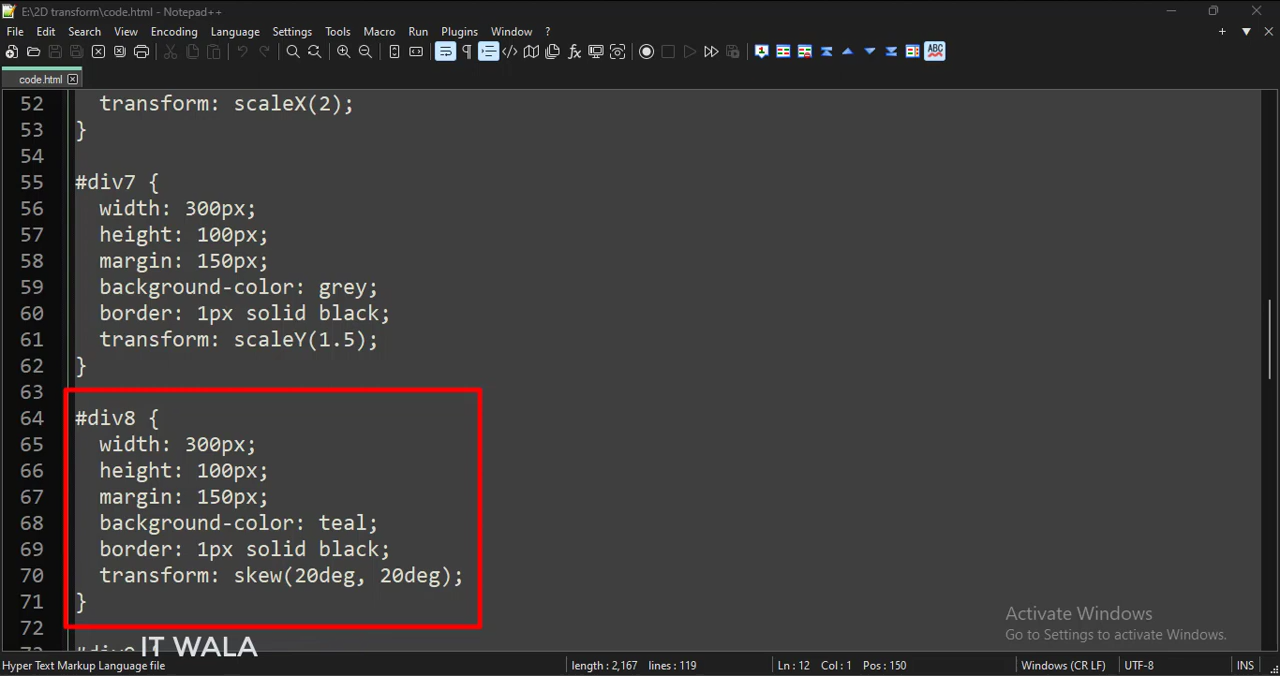 E:\2D transform\code.html - Notepad++
File Edit Search View Encoding Language Settings Tools Macro Run Plugins Window ?
code.html
52 transform: scaleX(2);
53 }
54
55 #div7 {
56 width: 300px;
57 height: 100px;
58 margin: 150px;
59 background-color: grey;
60 border: 1px solid black;
61 transform: scaleY(1.5);
62 }
63
64 #div8 {
65 width: 300px;
66 height: 100px;
67 margin: 150px;
68 background-color: teal;
69 border: 1px solid black;
70 transform: skew(20deg, 20deg);
71 }
72
Activate Windows
Go to Settings to activate Windows.
IT WALA
Hyper Text Markup Language file length : 2,167 lines : 119 Ln : 12 Col : 1 Pos : 150 Windows (CR LF) UTF-8 INS